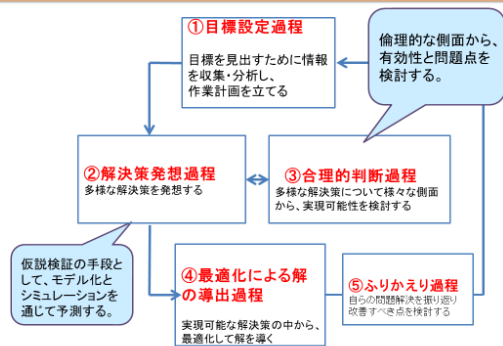 ①目標設定過程
目標を見出すために情報
を収集・分析し、
作業計画を立てる
倫理的な側面から、
有効性と問題点を
検討する。
②解決策発想過程
多様な解決策を発想する
③合理的判断過程
多様な解決策について様々な側面
から、実現可能性を検討する
仮説検証の手段と
して、モデル化と
シミュレーションを
通じて予測する。
④最適化による解
の導出過程
実現可能な解決策の中から、
最適化して解を導く
⑤ふりかえり過程
自らの問題解決を振り返り
改善すべき点を検討する